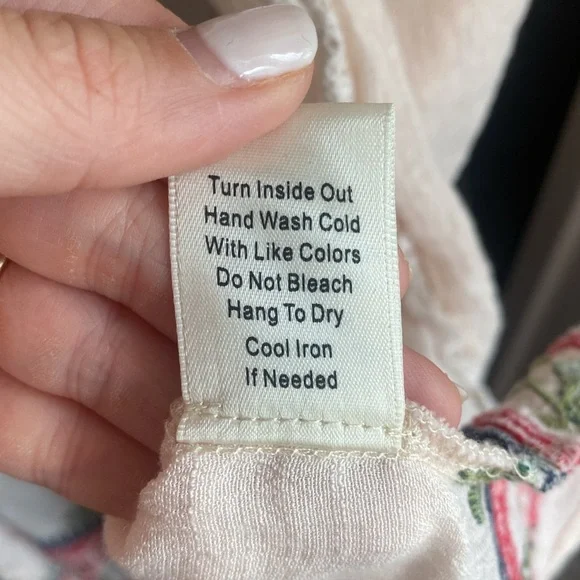 Turn Inside Out
Hand Wash Cold
With Like Colors
Do Not Bleach
Hang To Dry
Cool Iron
If Needed